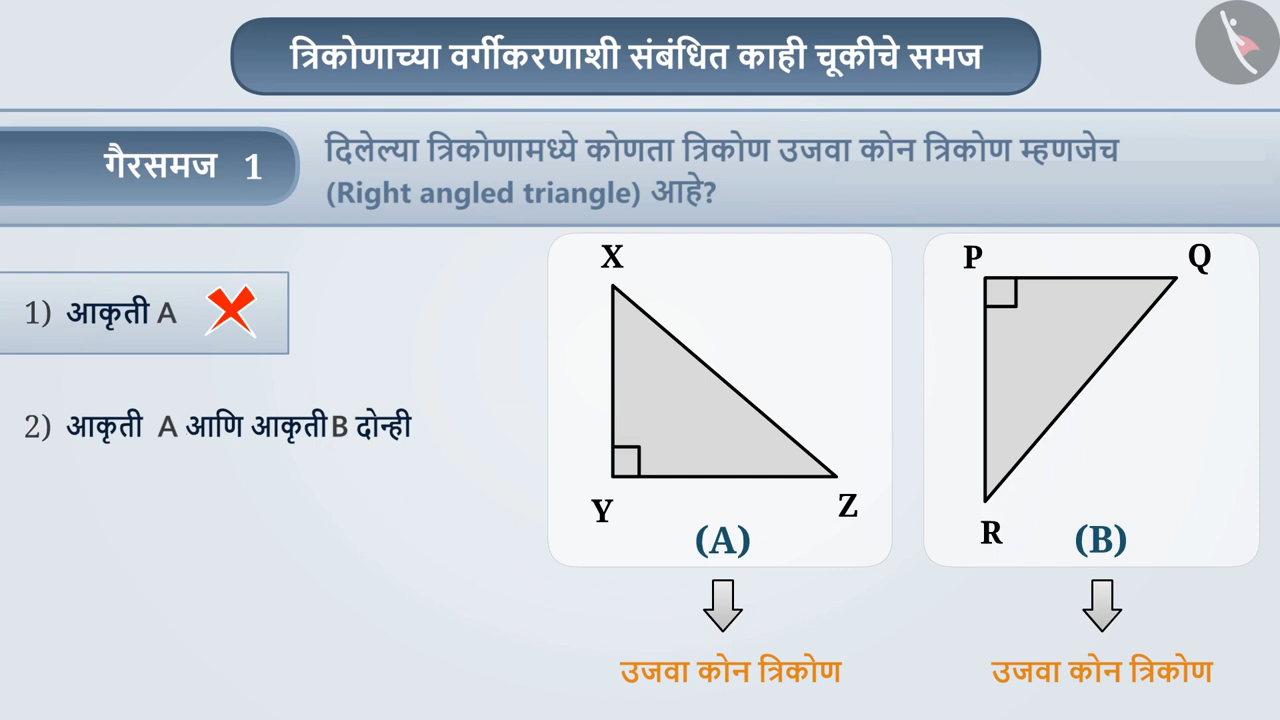 त्रिकोणाच्या वर्गीकरणाशी संबंधित काही चूकीचे समज
गैरसमज 1
दिलेल्या त्रिकोणामध्ये कोणता त्रिकोण उजवा कोन त्रिकोण म्हणजेच
(Right angled triangle) आहे?
1) आकृती A
2) आकृती A आणि आकृती B दोन्ही
X
Y
Z
(A)
उजवा कोन त्रिकोण
P
Q
R
(B)
उजवा कोन त्रिकोण